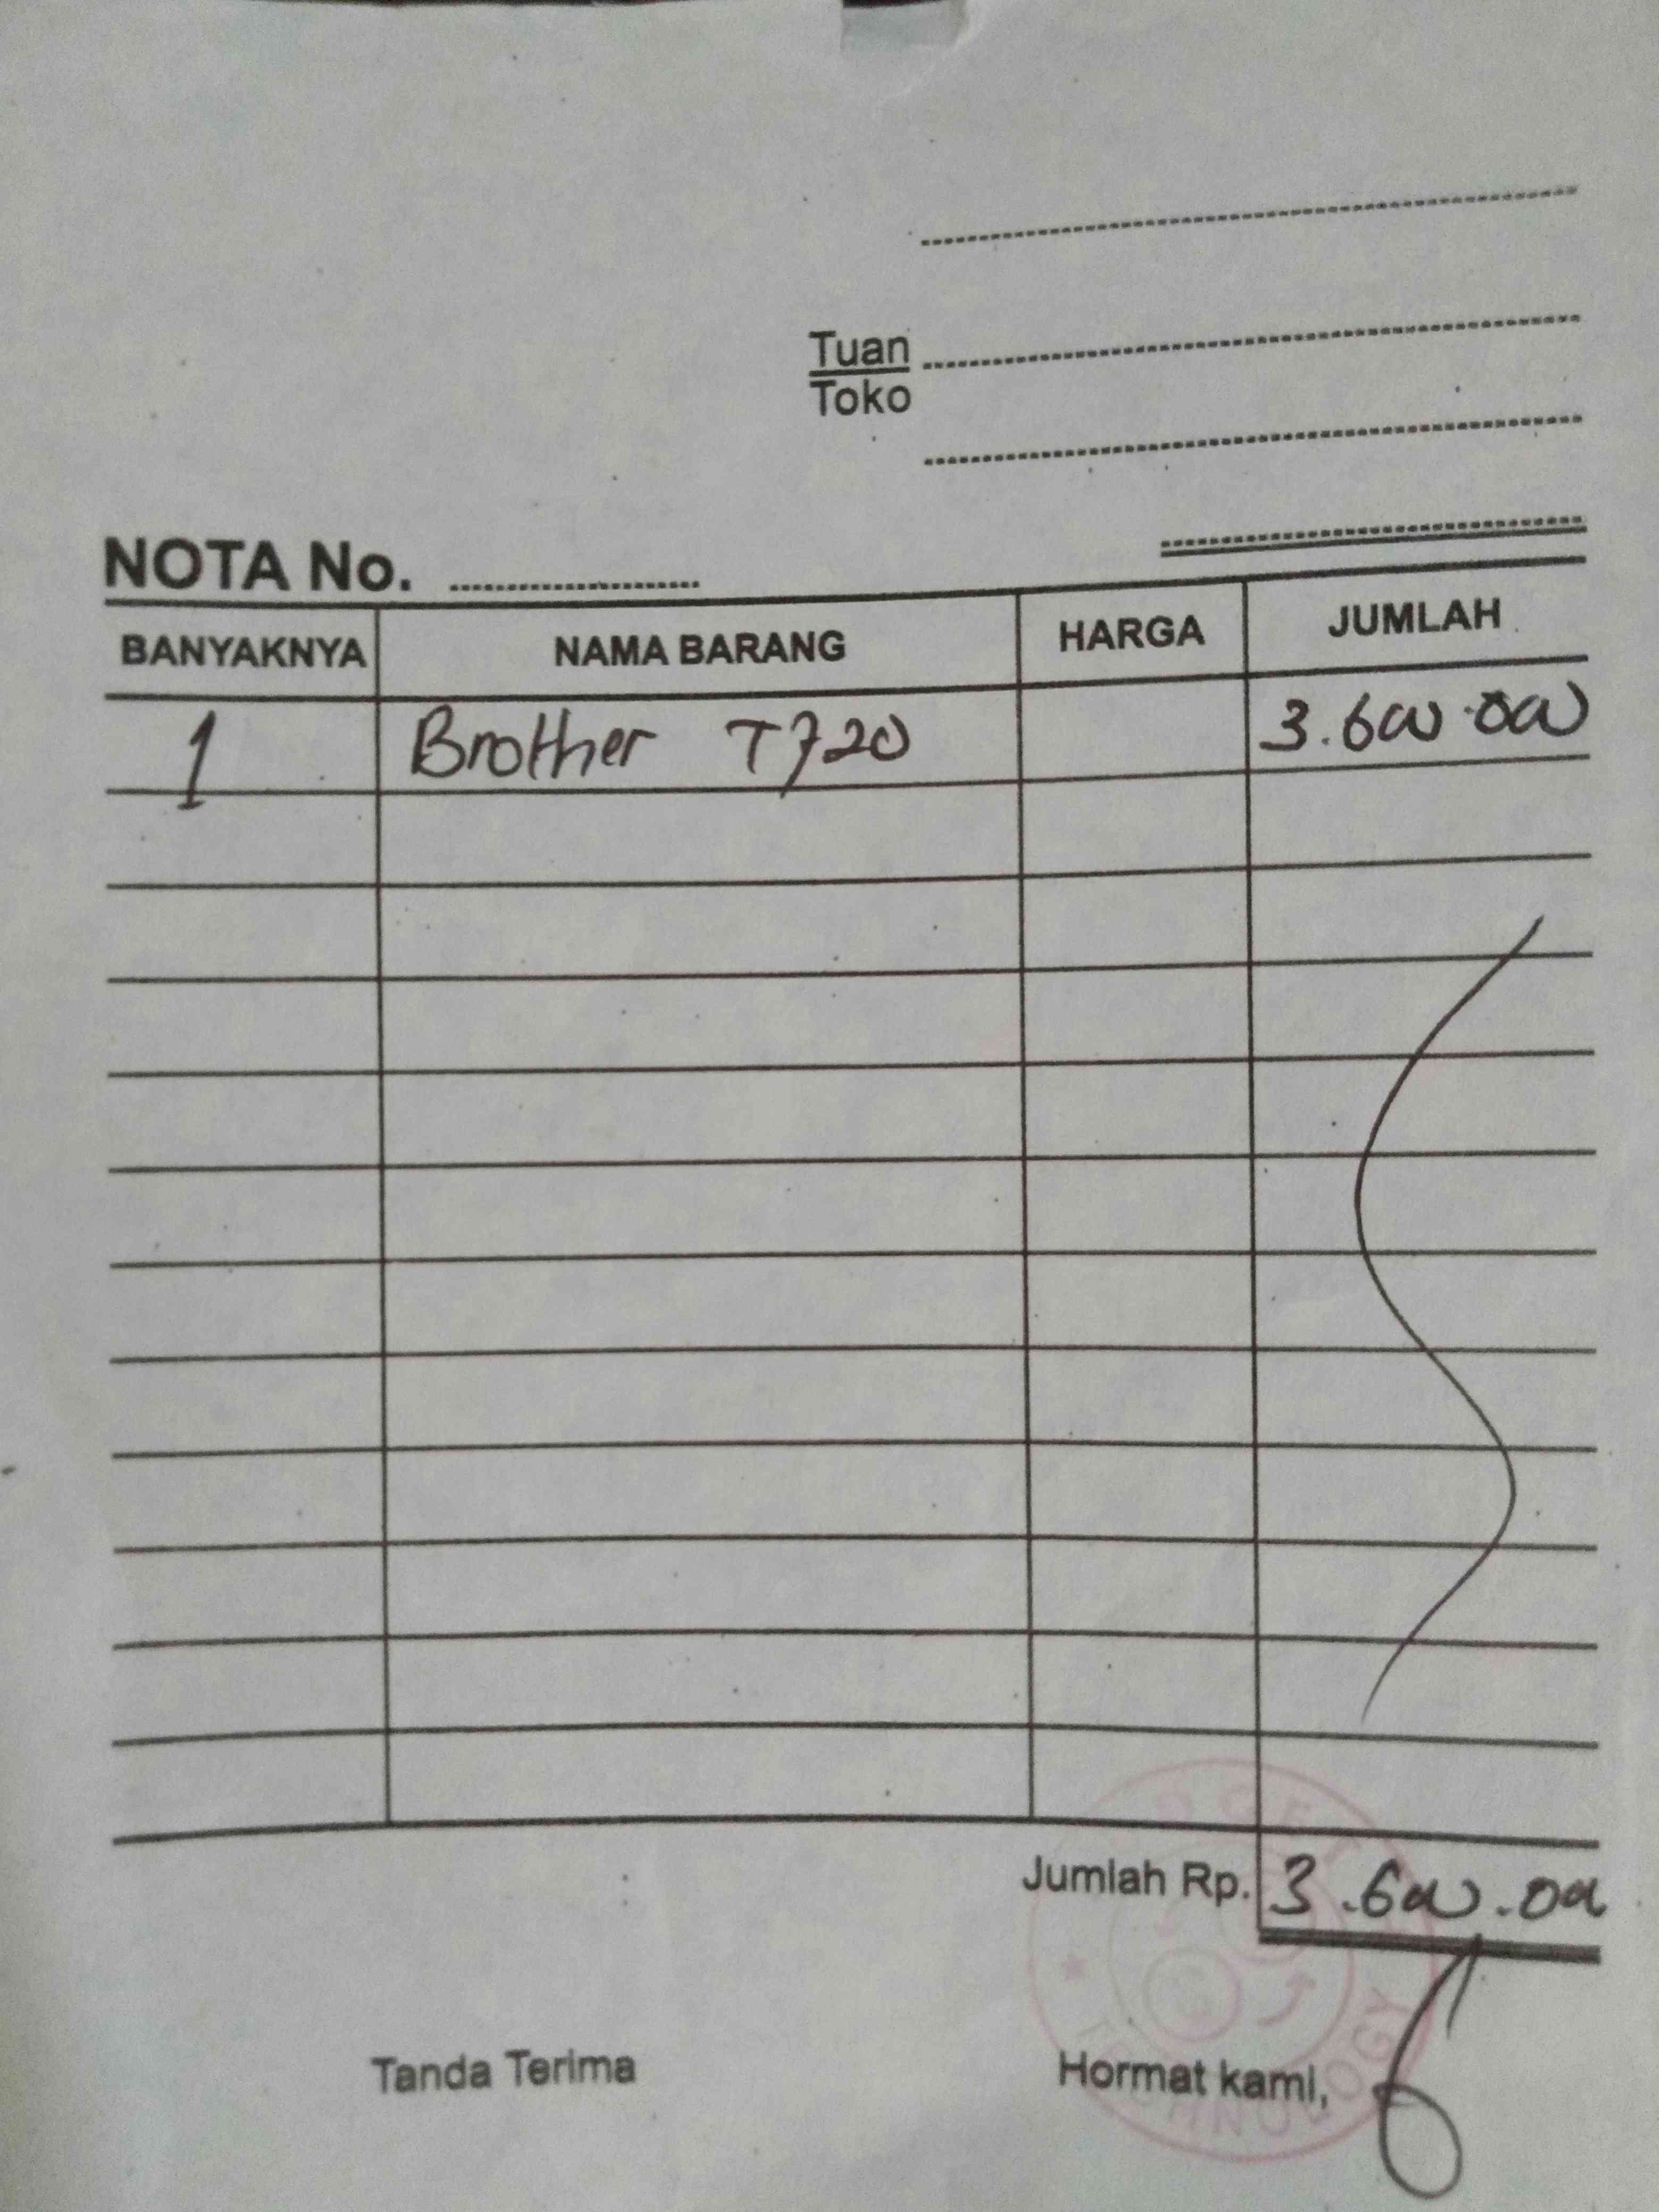 Tuan
Toko
NOTA No.
BANYAKNYA NAMA BARANG HARGA JUMLAH
1 Brother T720 3.600.000
Jumlah Rp. 3.600.000
Tanda Terima Hormat kami,
TECHNOLOGY